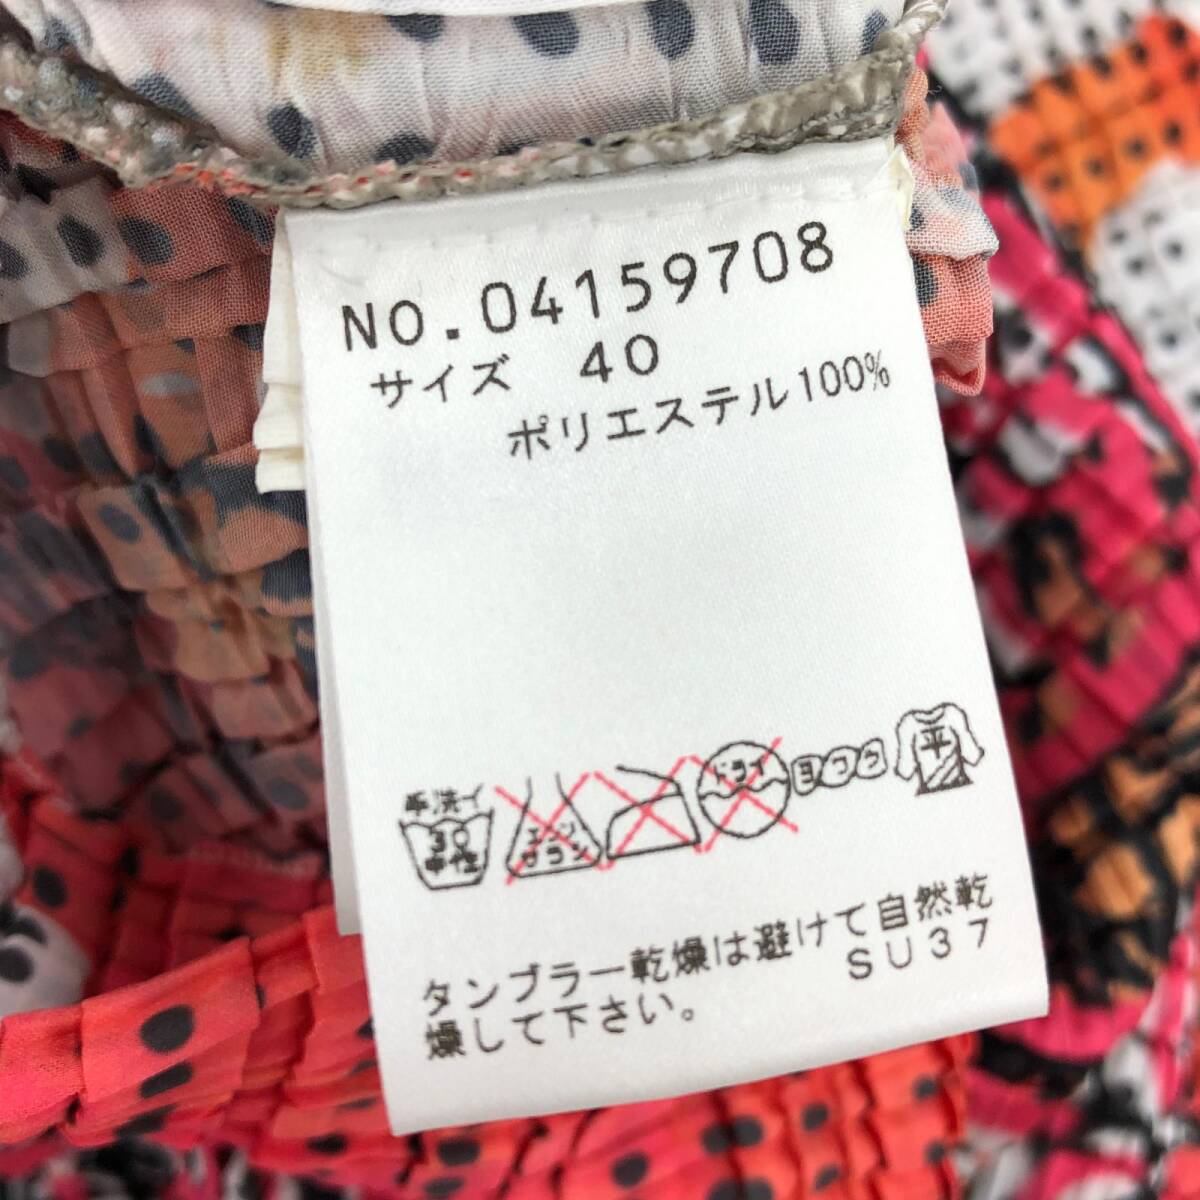 NO.04159708
サイズ 40
ポリエステル100%
手洗イ
30
中性
エンソ
サラシ
ドライ
ヨワク
平
タンブラー乾燥は避けて自然乾
燥して下さい。
SU37